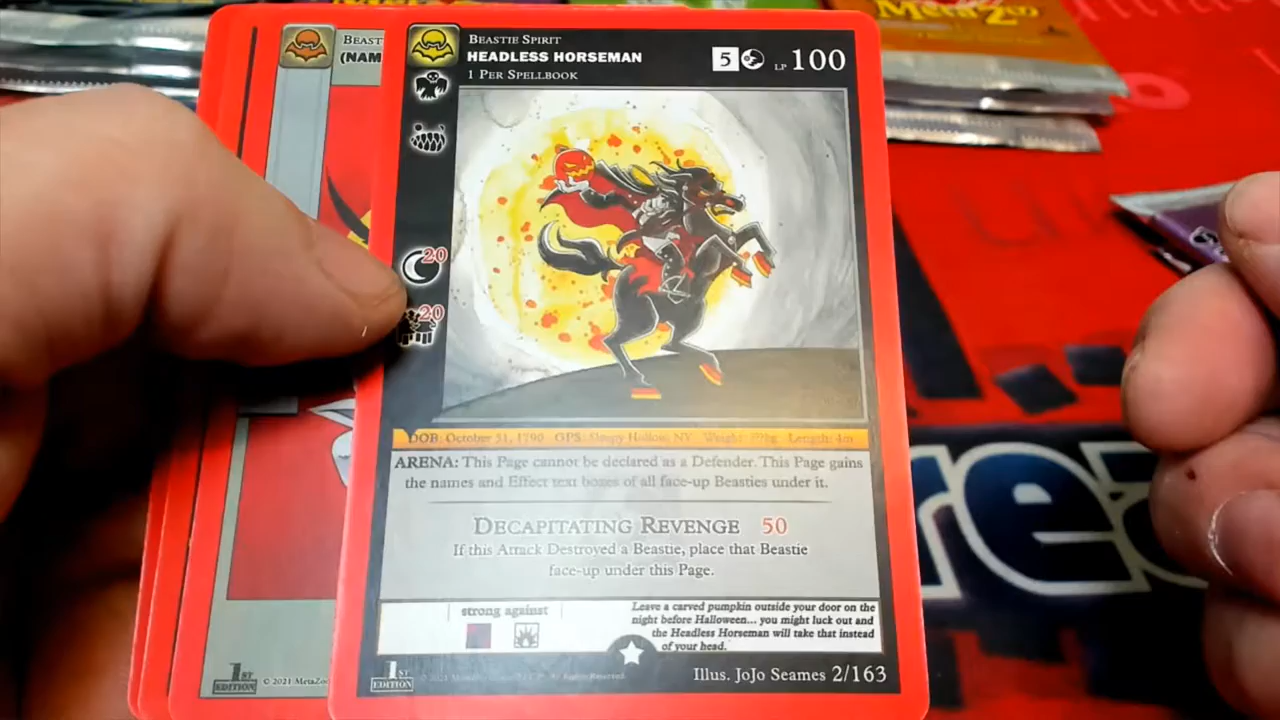 BEASTIE SPIRIT
HEADLESS HORSEMAN
1 PER SPELLBOOK
5
LP 100
20
20
DOB: October 31, 1790 GPS: Sleepy Hollow, NY Weight: Length: 4m
ARENA: This Page cannot be declared as a Defender. This Page gains
the names and Effect text boxes of all face-up Beasties under it.
DECAPITATING REVENGE 50
If this Attack Destroyed a Beastie, place that Beastie
face-up under this Page.
strong against
Leave a carved pumpkin outside your door on the
night before Halloween... you might luck out and
the Headless Horseman will take that instead
of your head.
1ST EDITION
Illus. JoJo Seames 2/163
BEAST
(NAM
1ST EDITION
© 2021 MetaZo
MetaZoo